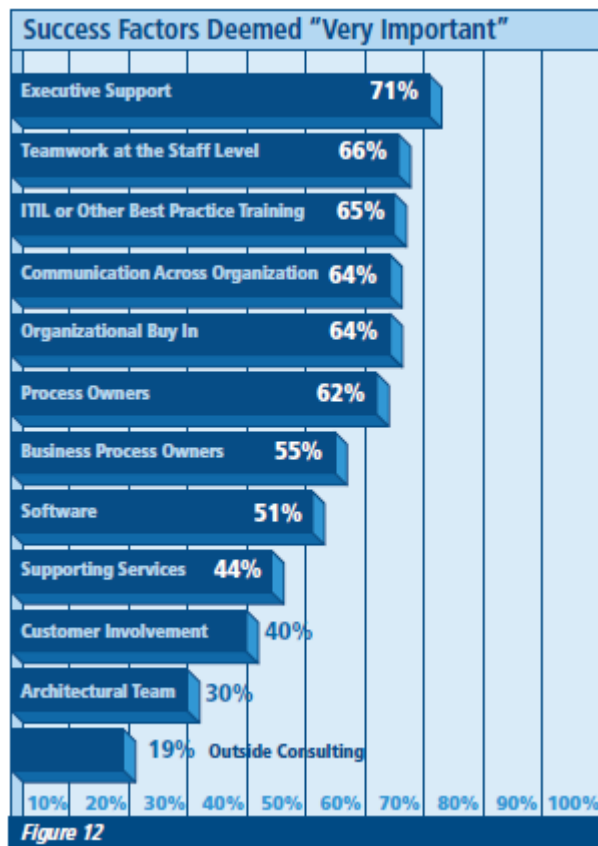 Success Factors Deemed "Very Important"
Executive Support 71%
Teamwork at the Staff Level 66%
ITIL or Other Best Practice Training 65%
Communication Across Organization 64%
Organizational Buy In 64%
Process Owners 62%
Business Process Owners 55%
Software 51%
Supporting Services 44%
Customer Involvement 40%
Architectural Team 30%
19% Outside Consulting
10% 20% 30% 40% 50% 60% 70% 80% 90% 100%
Figure 12